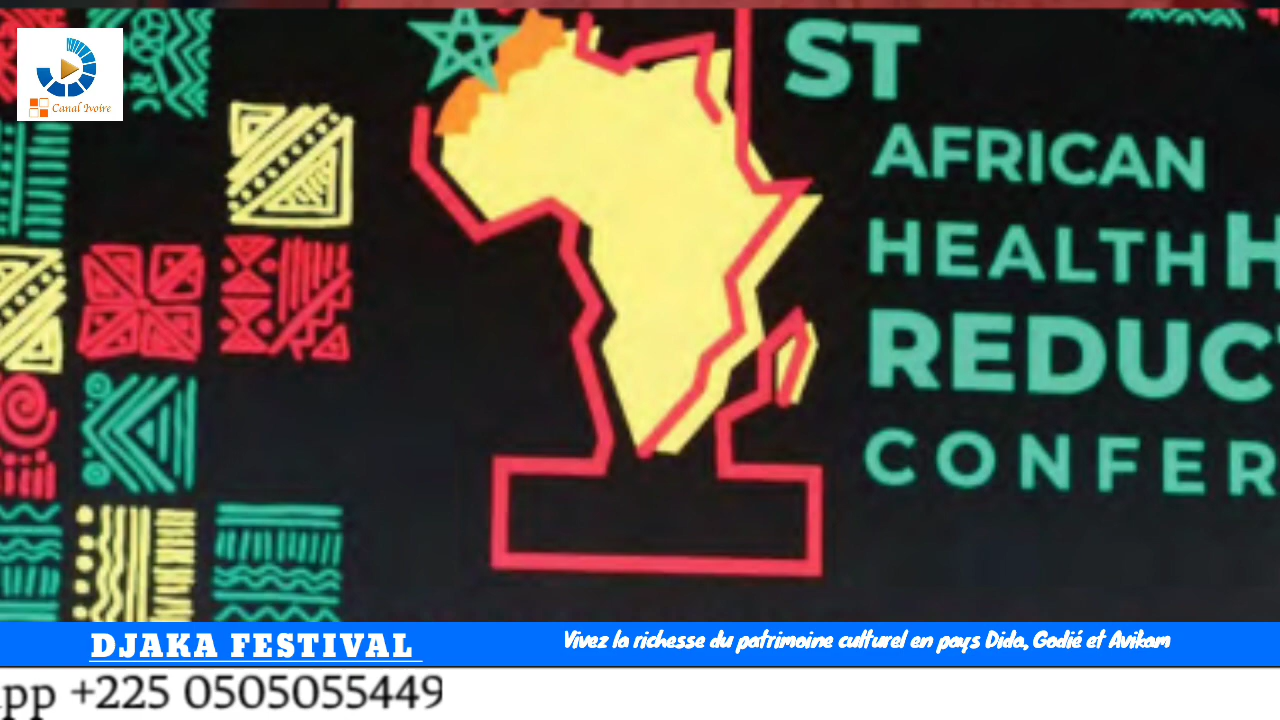 Canal Ivoire
ST
AFRICAN
HEALTH H
REDUC
CONFER
DJAKA FESTIVAL
Vivez la richesse du patrimoine culturel en pays Dida, Godié et Avikam
pp +225 0505055449